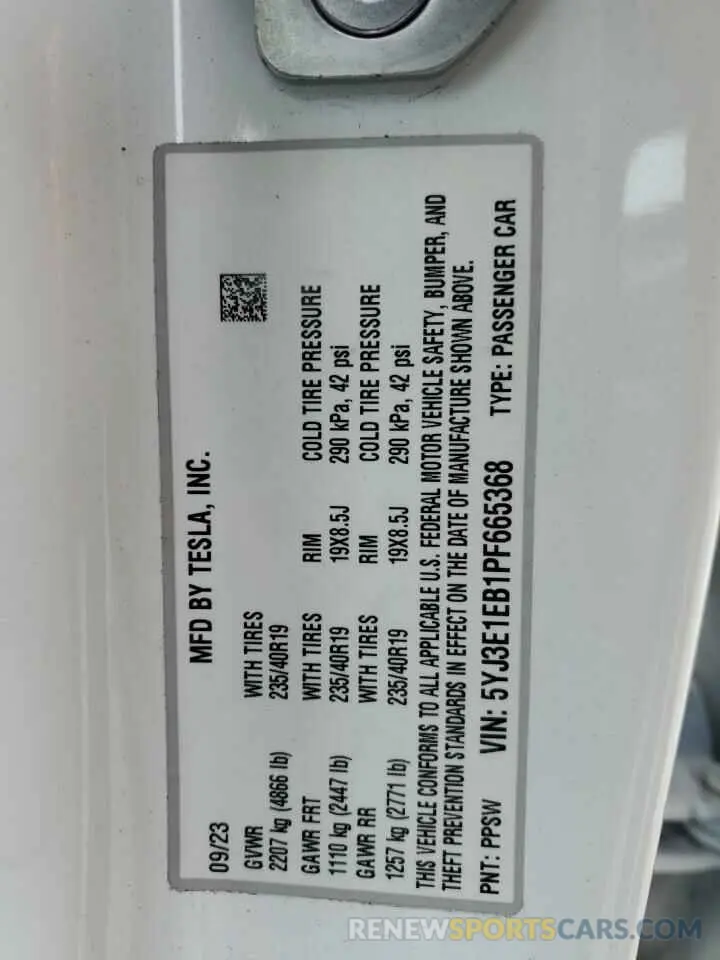 MFD BY TESLA, INC.
09/23
GVWR WITH TIRES
2207 kg (4866 lb) 235/40R19
GAWR FRT WITH TIRES RIM COLD TIRE PRESSURE
1110 kg (2447 lb) 235/40R19 19X8.5J 290 kPa, 42 psi
GAWR RR WITH TIRES RIM COLD TIRE PRESSURE
1257 kg (2771 lb) 235/40R19 19X8.5J 290 kPa, 42 psi
THIS VEHICLE CONFORMS TO ALL APPLICABLE U.S. FEDERAL MOTOR VEHICLE SAFETY, BUMPER, AND
THEFT PREVENTION STANDARDS IN EFFECT ON THE DATE OF MANUFACTURE SHOWN ABOVE.
PNT: PPSW VIN: 5YJ3E1EB1PF665368 TYPE: PASSENGER CAR
RENEWSPORTSCARS.COM